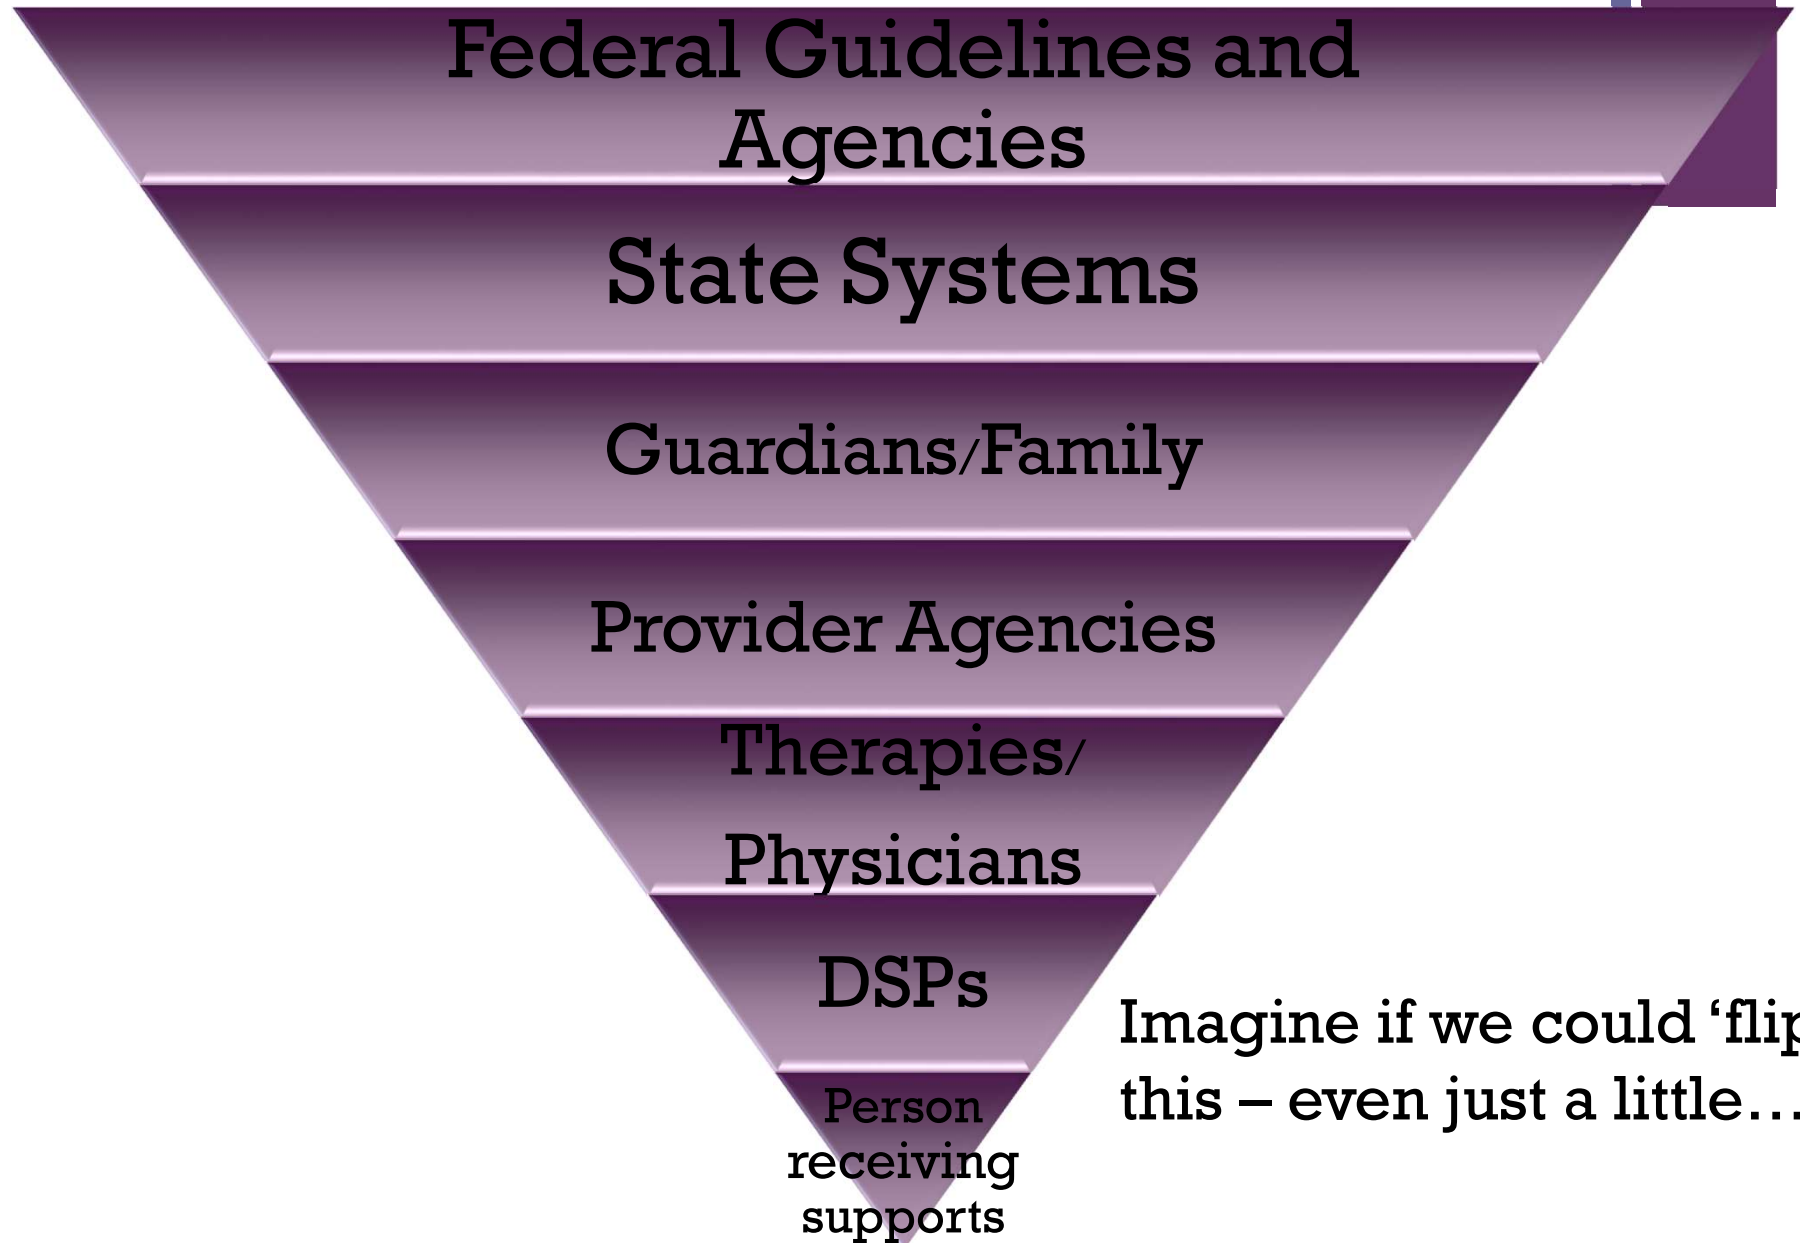 Federal Guidelines and
Agencies
State Systems
Guardians/Family
Provider Agencies
Therapies/
Physicians
DSPs
Imagine if we could ‘flip
this – even just a little…
Person
receiving
supports